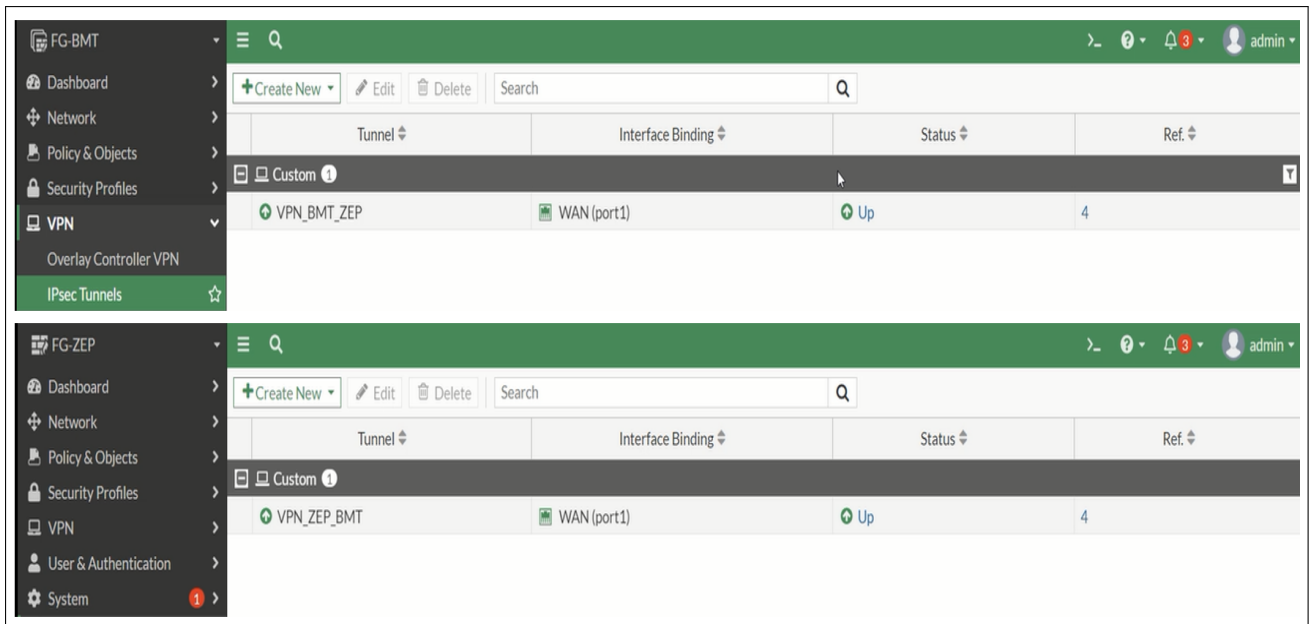 FG-BMT
3 admin
Dashboard
Create New Edit Delete Search
Network
Tunnel Interface Binding Status Ref.
Policy & Objects
Custom 1
Security Profiles
VPN_BMT_ZEP WAN (port1) Up 4
VPN
Overlay Controller VPN
IPsec Tunnels
FG-ZEP
3 admin
Dashboard
Create New Edit Delete Search
Network
Tunnel Interface Binding Status Ref.
Policy & Objects
Custom 1
Security Profiles
VPN_ZEP_BMT WAN (port1) Up 4
VPN
User & Authentication
System 1